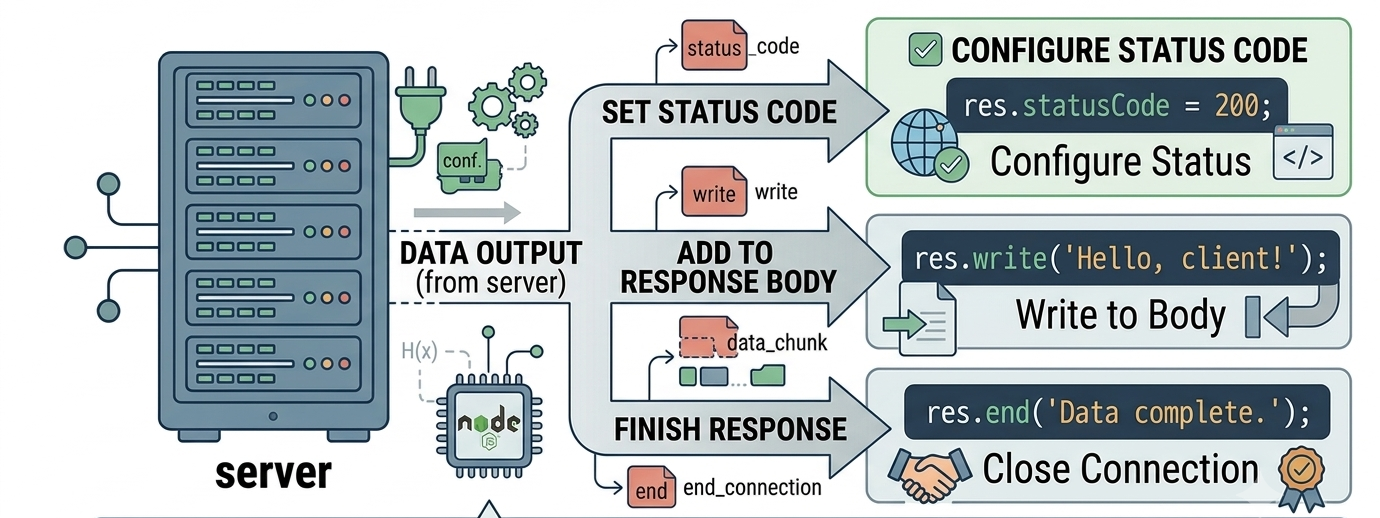 conf.
DATA OUTPUT
(from server)
H(x)
node
JS
server
status_code
SET STATUS CODE
write write
ADD TO
RESPONSE BODY
data_chunk
...
FINISH RESPONSE
end end_connection
CONFIGURE STATUS CODE
res.statusCode = 200;
Configure Status
</>
res.write('Hello, client!');
Write to Body
res.end('Data complete.');
Close Connection